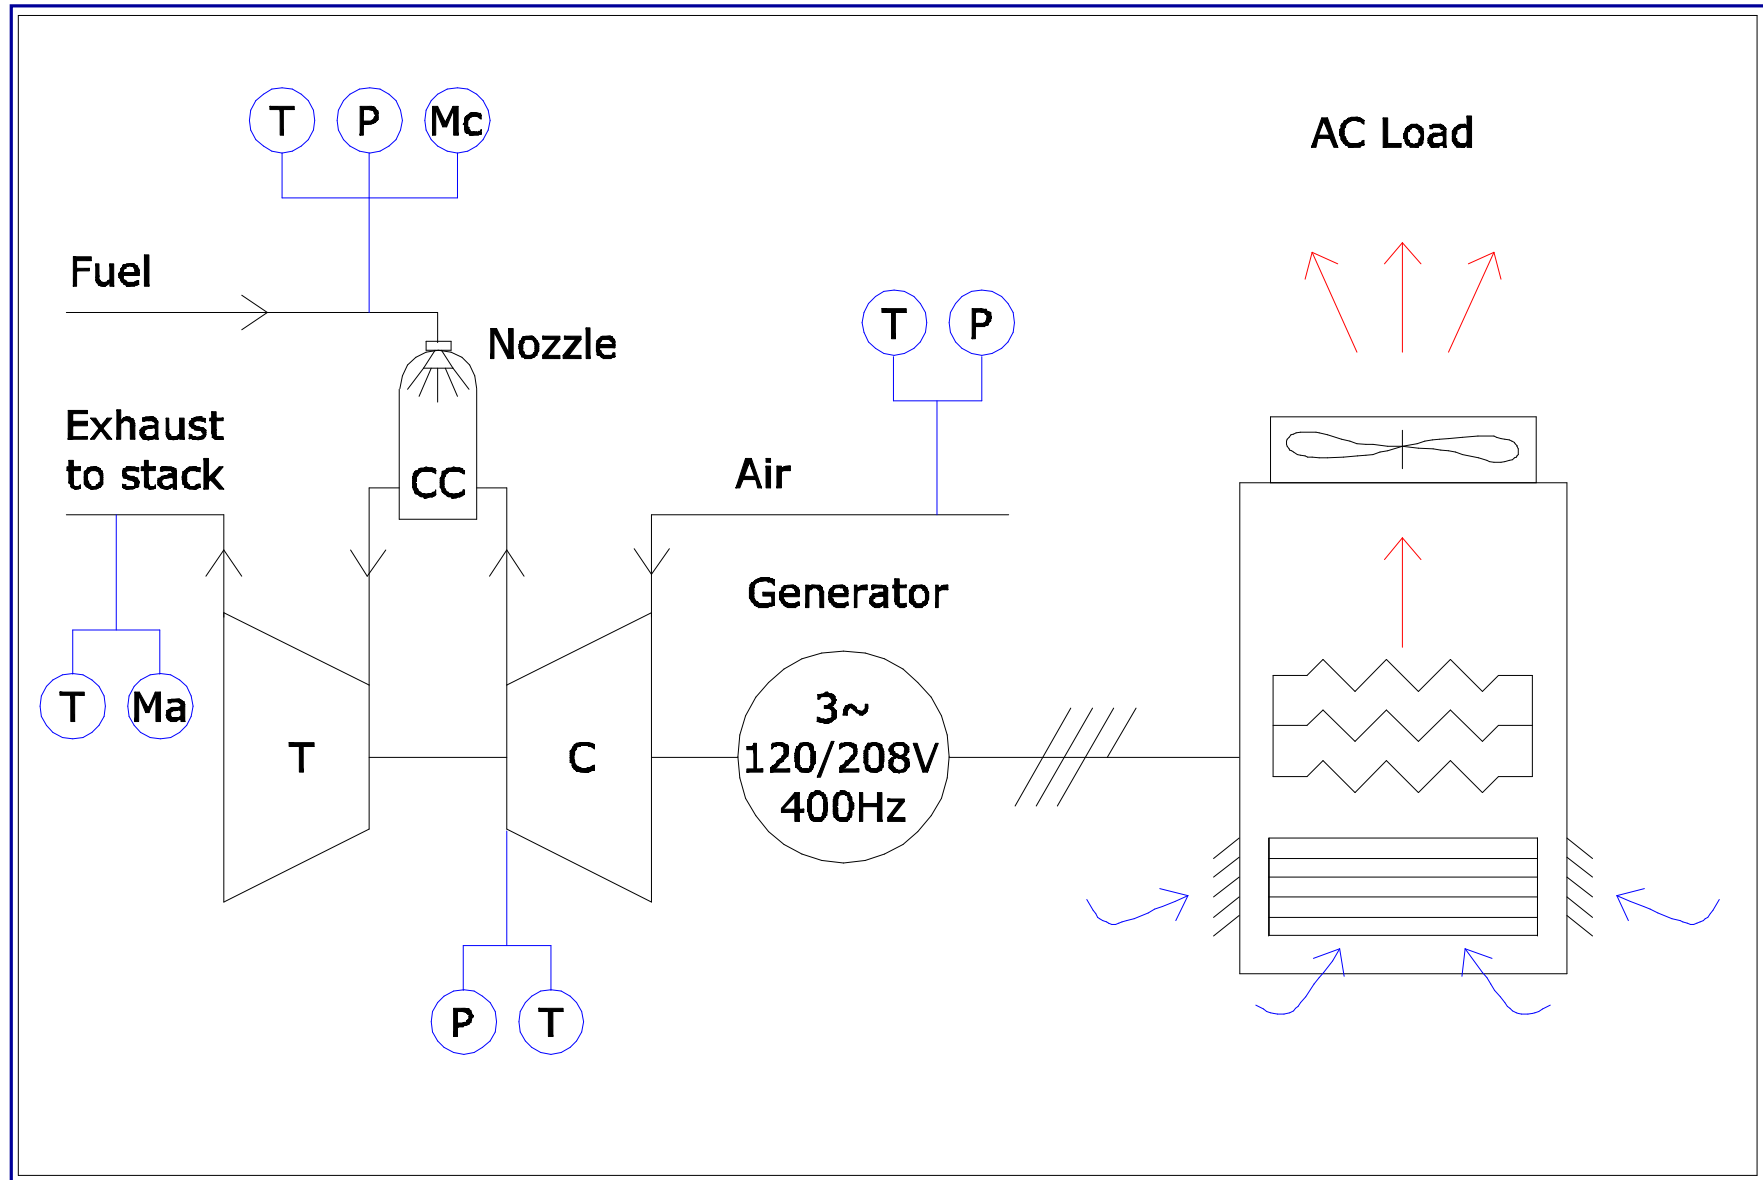 T P Mc
AC Load
Fuel
T P
Nozzle
Exhaust
to stack
CC
Air
Generator
T Ma
3~
T
C
120/208V
400Hz
P T